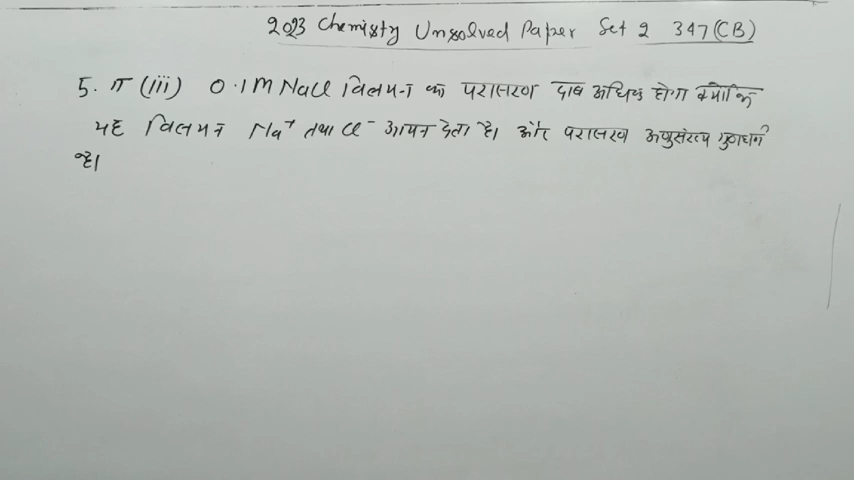 2023 Chemistry Unsolved Paper Set 2 347 (CB)
5. ग (iii) 0.1M NaCl विलयन का परासरण दाब अधिक होगा क्योंकि
यह विलयन Na⁺ तथा Cl⁻ आयन देता है। और परासरण अणुसंख्य गुणधर्म
है।